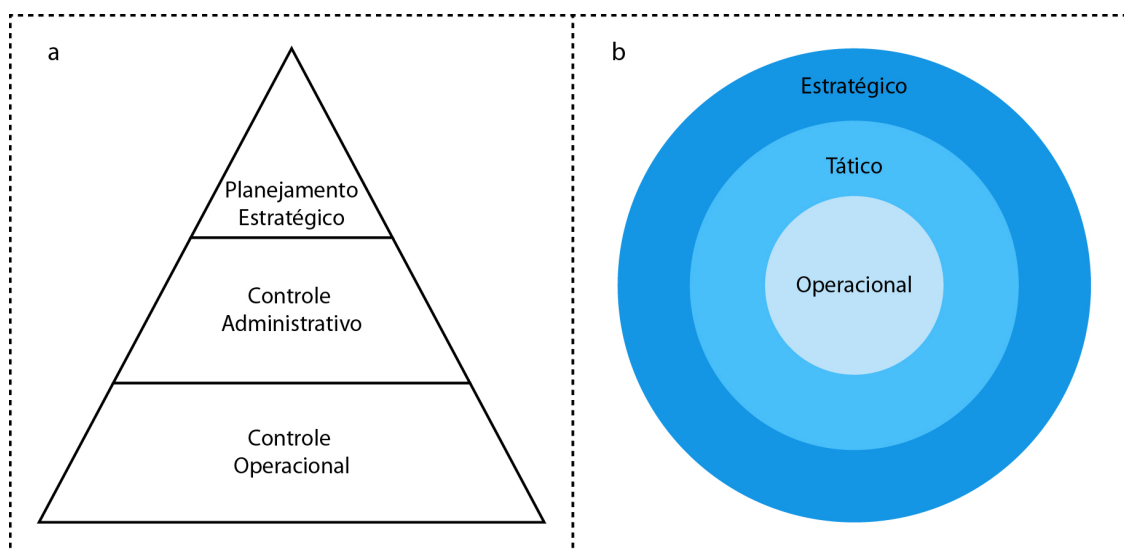 a
Planejamento
Estratégico
Controle
Administrativo
Controle
Operacional
b
Estratégico
Tático
Operacional